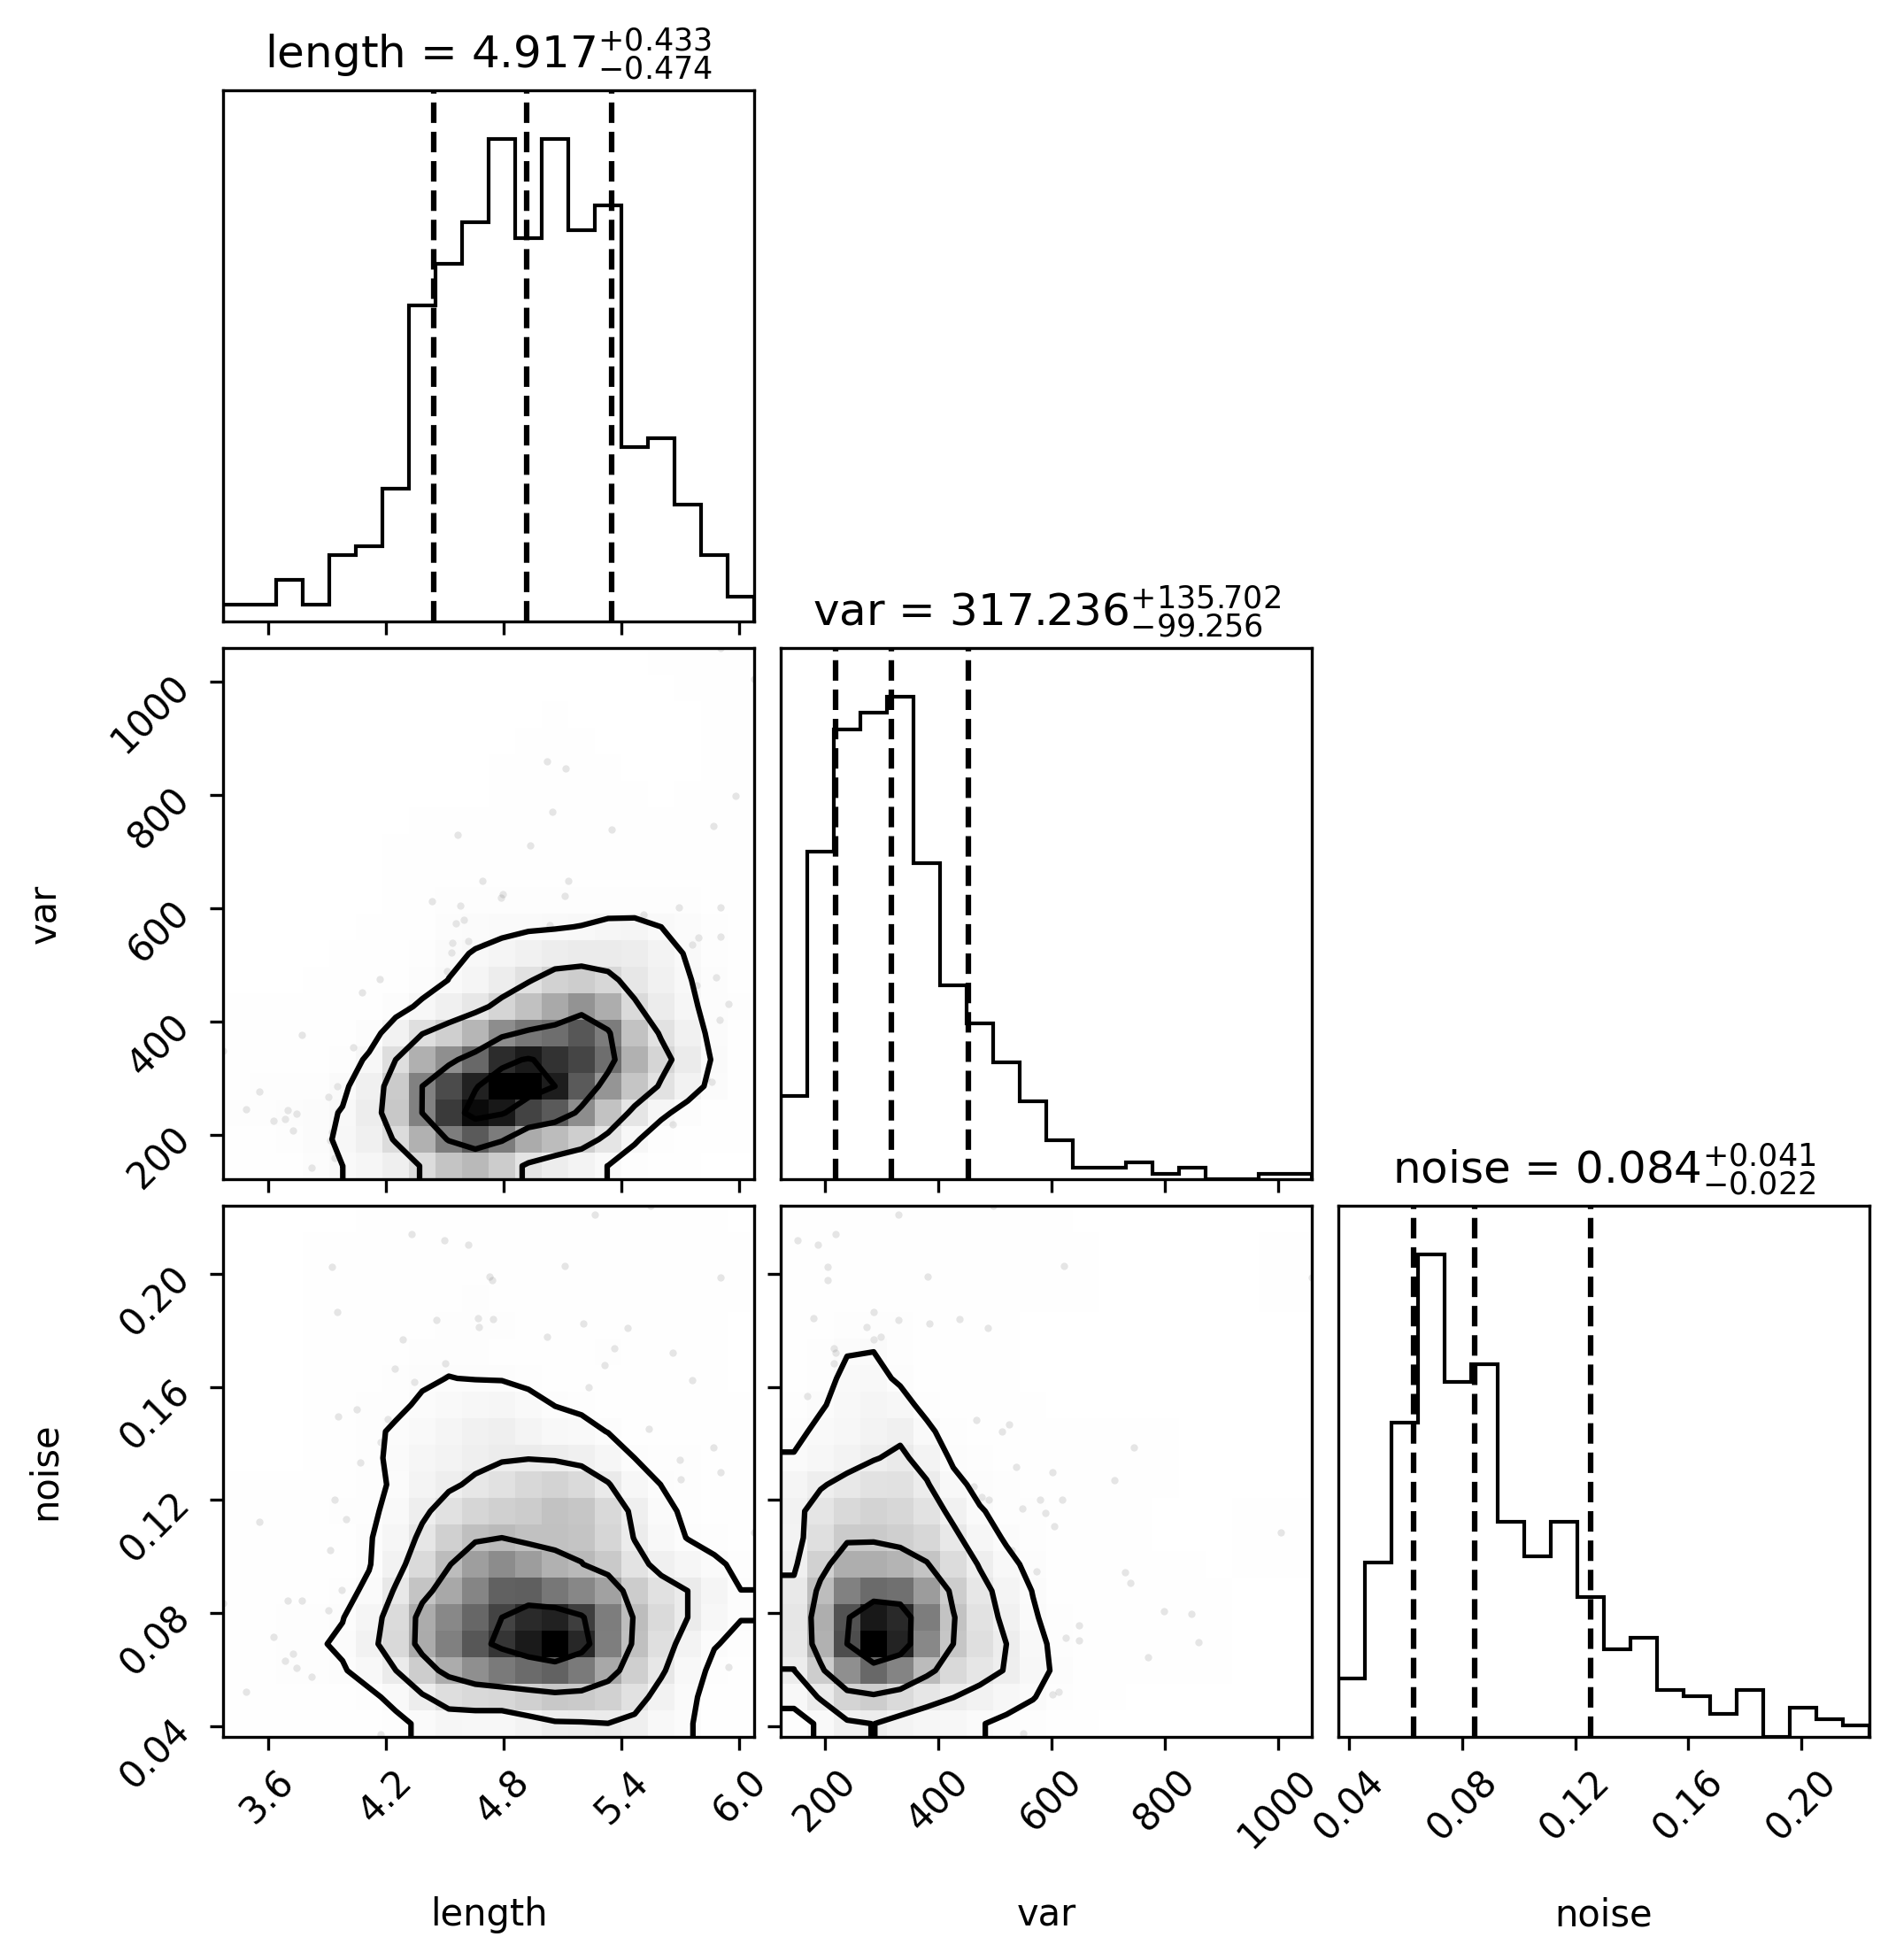 length = 4.917 +0.433 −0.474
var = 317.236 +135.702 −99.256
1000
800
600
400
200
var
noise = 0.084 +0.041 −0.022
0.20
0.16
0.12
0.08
0.04
noise
3.6 4.2 4.8 5.4 6.0 200 400 600 800 1000 0.04 0.08 0.12 0.16 0.20
length var noise